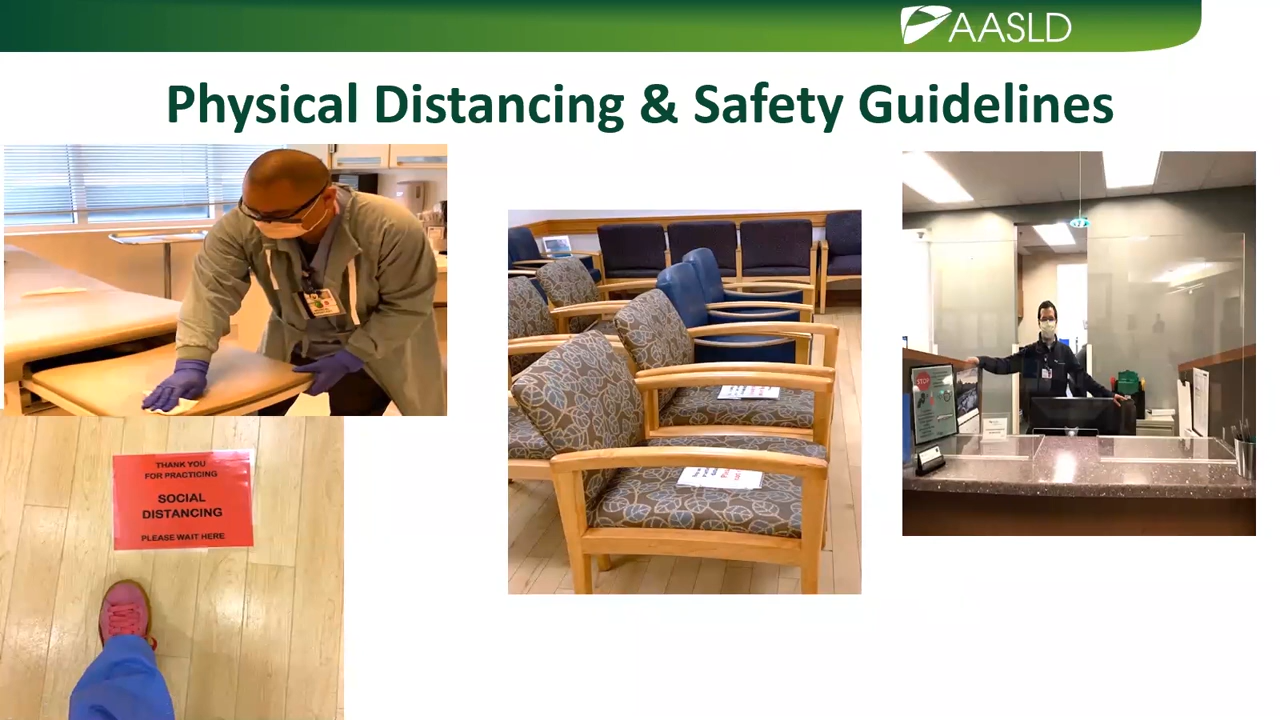 AASLD
Physical Distancing & Safety Guidelines
THANK YOU
FOR PRACTICING
SOCIAL
DISTANCING
PLEASE WAIT HERE
STOP